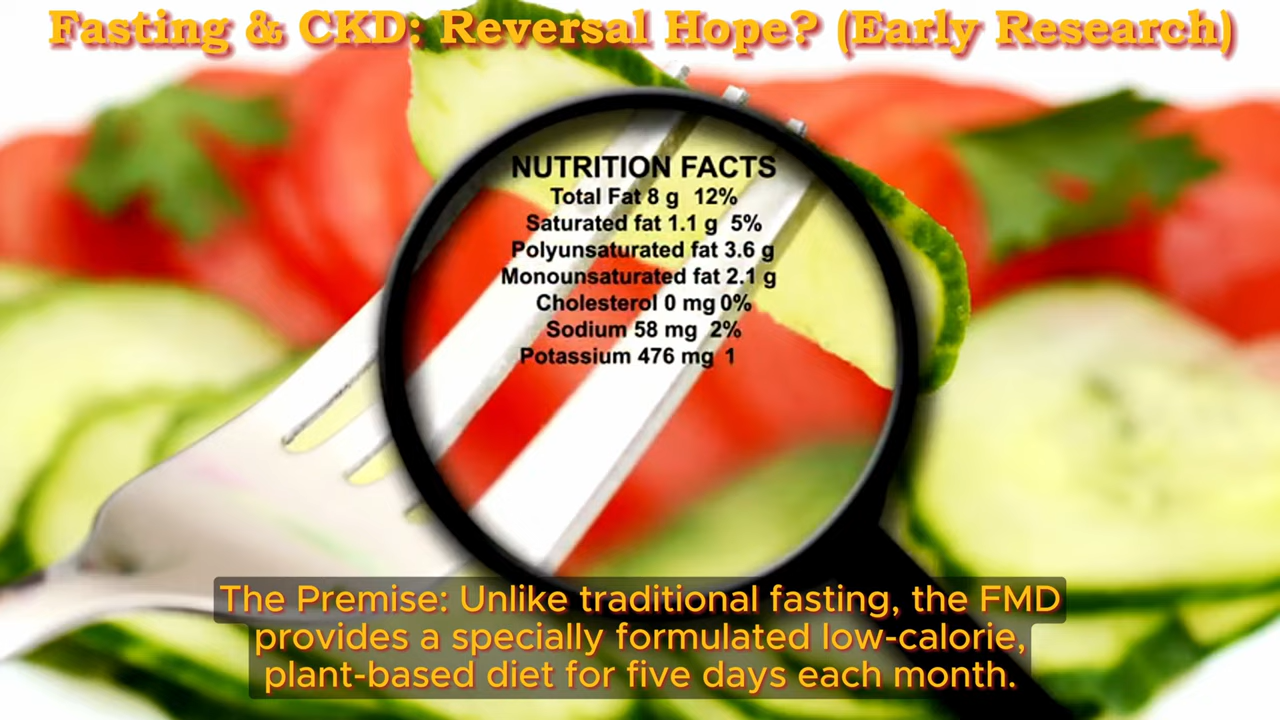 Fasting & CKD: Reversal Hope? (Early Research)
NUTRITION FACTS
Total Fat 8 g 12%
Saturated fat 1.1 g 5%
Polyunsaturated fat 3.6 g
Monounsaturated fat 2.1 g
Cholesterol 0 mg 0%
Sodium 58 mg 2%
Potassium 476 mg 1
The Premise: Unlike traditional fasting, the FMD
provides a specially formulated low-calorie,
plant-based diet for five days each month.